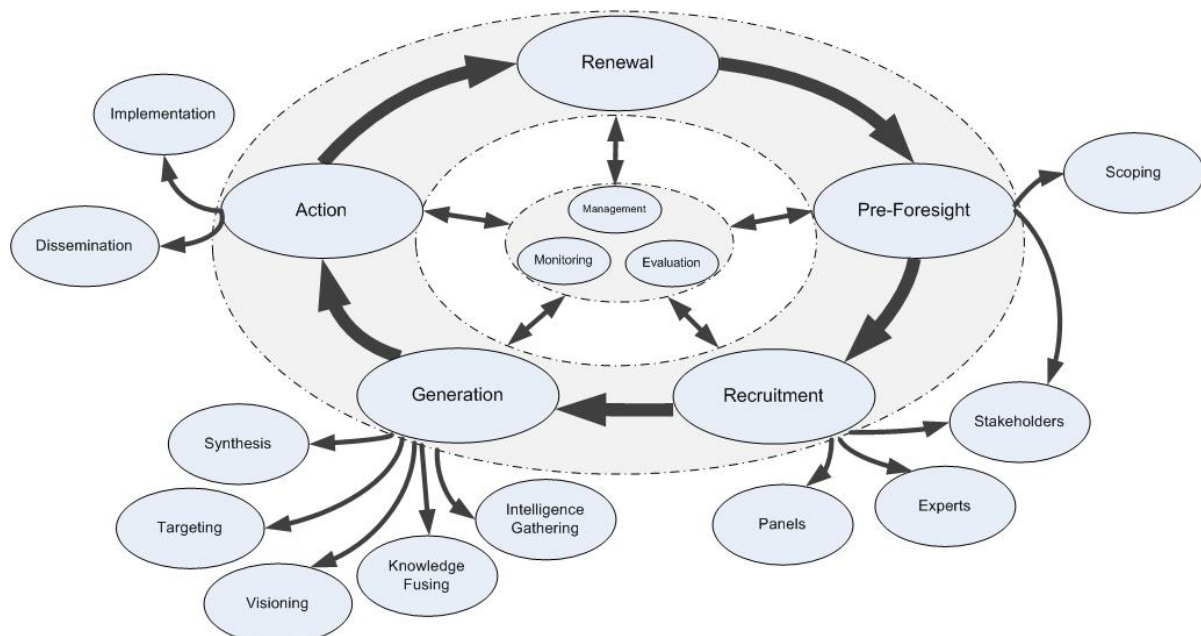 Renewal
Implementation
Scoping
Action
Management
Pre-Foresight
Dissemination
Monitoring
Evaluation
Generation
Recruitment
Synthesis
Stakeholders
Targeting
Intelligence
Gathering
Panels
Experts
Knowledge
Fusing
Visioning